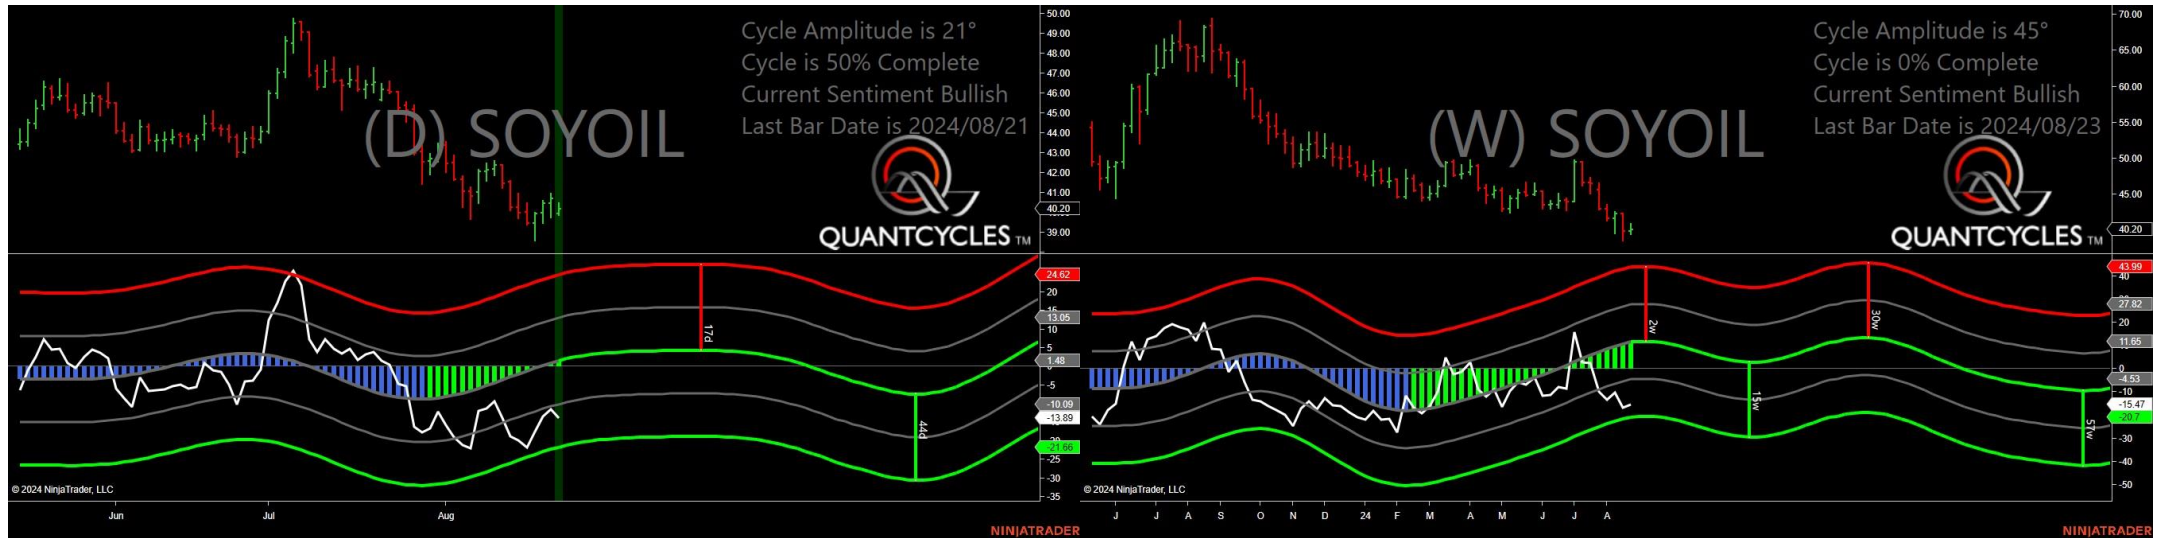 Cycle Amplitude is 21°
Cycle is 50% Complete
Current Sentiment Bullish
Last Bar Date is 2024/08/21
(D) SOYOIL
QUANTCYCLES TM
50.00
49.00
48.00
47.00
46.00
45.00
44.00
43.00
42.00
41.00
40.20
39.00
24.62
20
15
13.05
10
5
1.48
0
-5
-10.09
-13.89
-20
-21.66
-25
-30
-35
17d
44d
© 2024 NinjaTrader, LLC
Jun Jul Aug
NINJATRADER
Cycle Amplitude is 45°
Cycle is 0% Complete
Current Sentiment Bullish
Last Bar Date is 2024/08/23
(W) SOYOIL
QUANTCYCLES TM
70.00
65.00
60.00
55.00
50.00
45.00
40.20
43.99
40
30
27.82
20
11.65
0
-4.53
-10
-15.47
-20.7
-30
-40
-50
2w
30w
15w
57w
© 2024 NinjaTrader, LLC
J J A S O N D 24 F M A M J J A
NINJATRADER